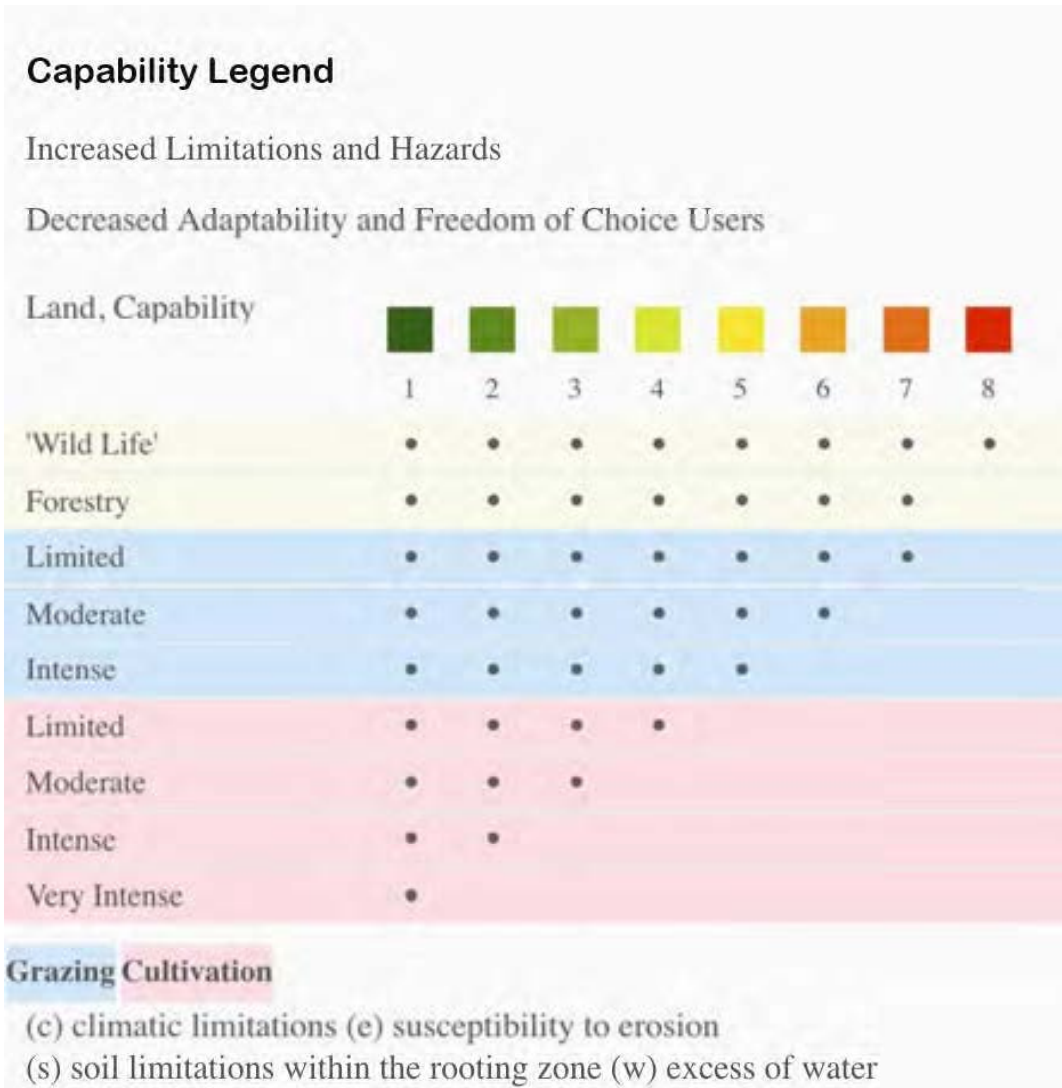 Capability Legend
Increased Limitations and Hazards
Decreased Adaptability and Freedom of Choice Users
Land, Capability
1 2 3 4 5 6 7 8
'Wild Life'
Forestry
Limited
Moderate
Intense
Limited
Moderate
Intense
Very Intense
Grazing Cultivation
(c) climatic limitations (e) susceptibility to erosion
(s) soil limitations within the rooting zone (w) excess of water